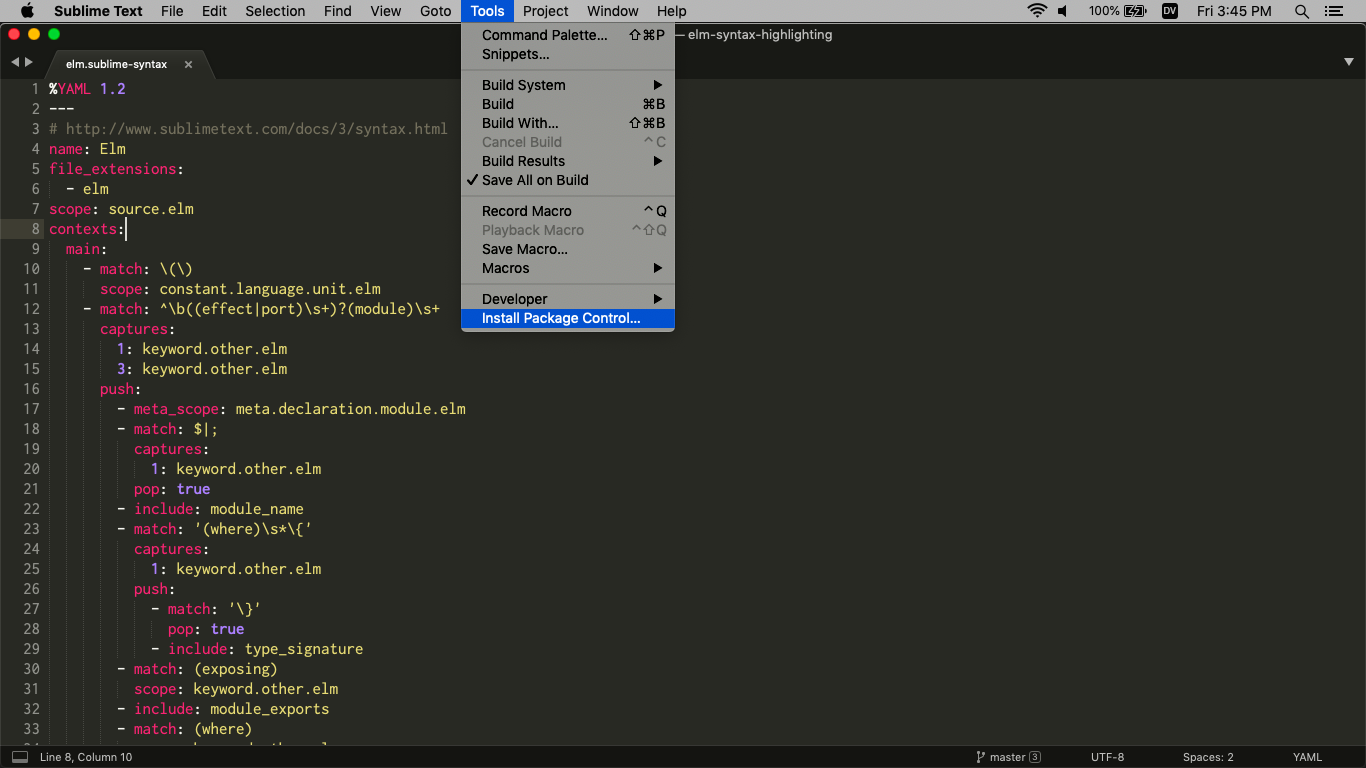 Sublime Text File Edit Selection Find View Goto Tools Project Window Help 100% DV Fri 3:45 PM
— elm-syntax-highlighting
elm.sublime-syntax ×
Command Palette... ⇧⌘P
Snippets...
Build System ▶
Build ⌘B
Build With... ⇧⌘B
Cancel Build ^C
Build Results ▶
✓ Save All on Build
Record Macro ^Q
Playback Macro ^⇧Q
Save Macro...
Macros ▶
Developer ▶
Install Package Control...
1 %YAML 1.2
2 ---
3 # http://www.sublimetext.com/docs/3/syntax.html
4 name: Elm
5 file_extensions:
6 - elm
7 scope: source.elm
8 contexts:
9 main:
10 - match: \(\)
11 scope: constant.language.unit.elm
12 - match: ^\b((effect|port)\s+)?(module)\s+
13 captures:
14 1: keyword.other.elm
15 3: keyword.other.elm
16 push:
17 - meta_scope: meta.declaration.module.elm
18 - match: $|;
19 captures:
20 1: keyword.other.elm
21 pop: true
22 - include: module_name
23 - match: '(where)\s*\{'
24 captures:
25 1: keyword.other.elm
26 push:
27 - match: '\}'
28 pop: true
29 - include: type_signature
30 - match: (exposing)
31 scope: keyword.other.elm
32 - include: module_exports
33 - match: (where)
Line 8, Column 10 master 3 UTF-8 Spaces: 2 YAML